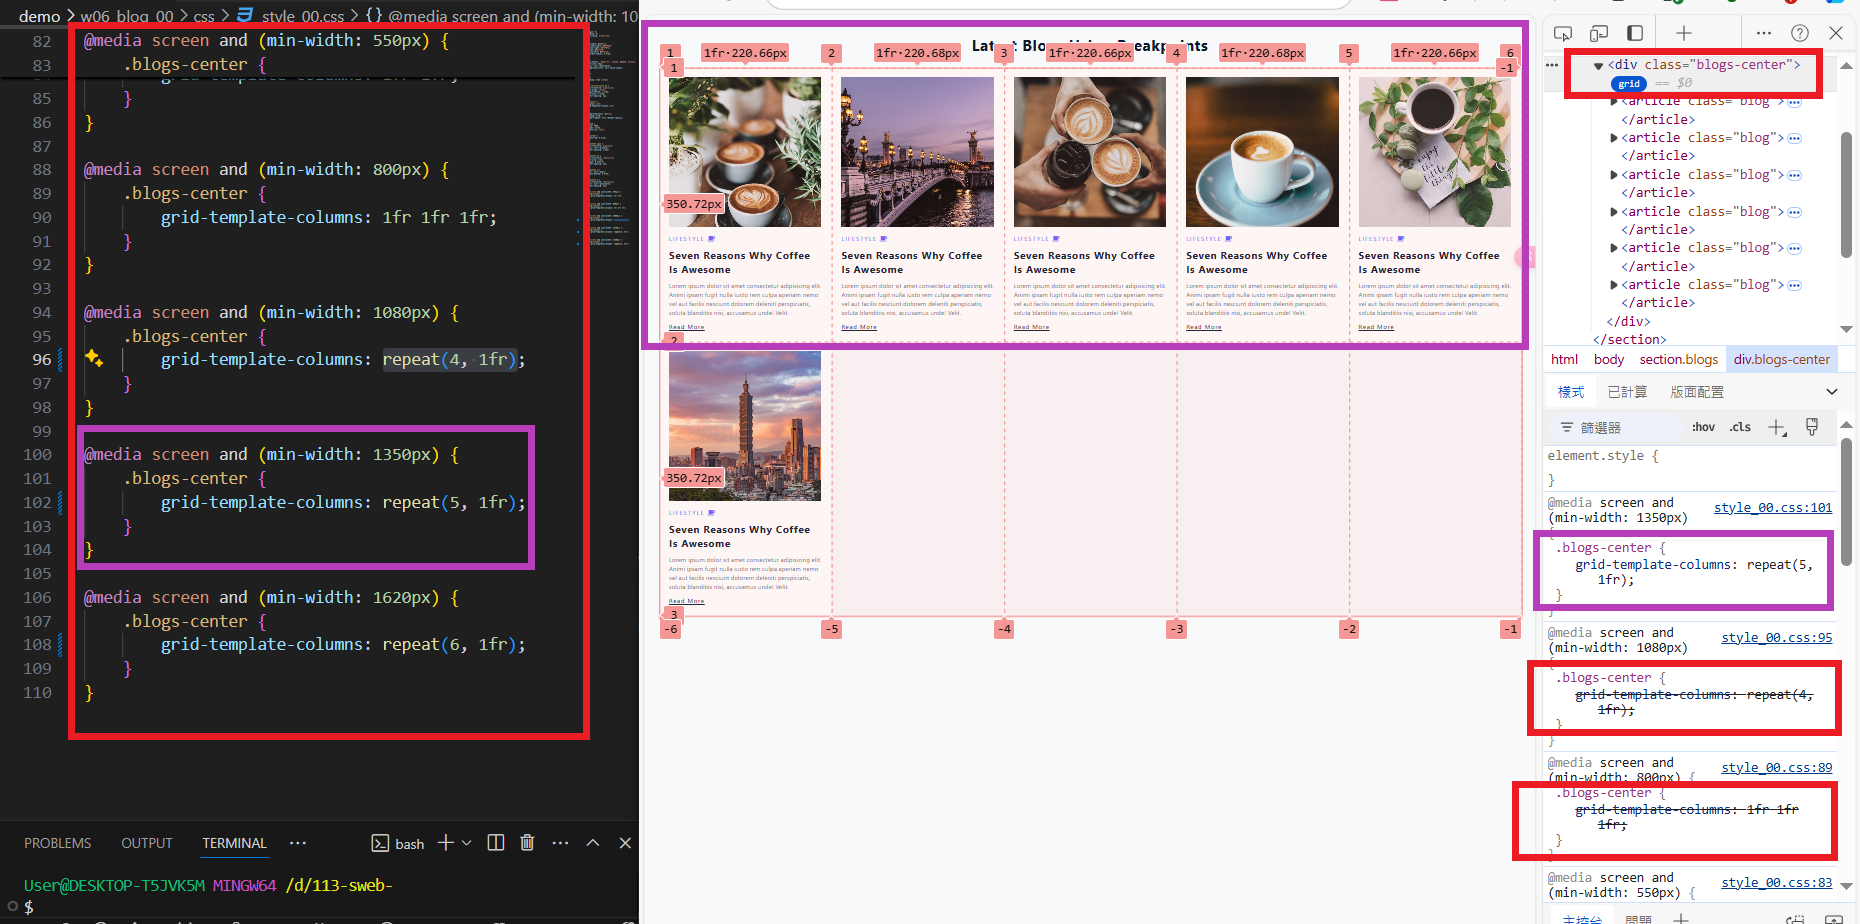 demo > w06_blog_00 > css > style_00.css > {} @media screen and (min-width: 10
82 @media screen and (min-width: 550px) {
83 .blogs-center {
85 }
86 }
87
88 @media screen and (min-width: 800px) {
89 .blogs-center {
90 grid-template-columns: 1fr 1fr 1fr;
91 }
92 }
93
94 @media screen and (min-width: 1080px) {
95 .blogs-center {
96 grid-template-columns: repeat(4, 1fr);
97 }
98 }
99
100 @media screen and (min-width: 1350px) {
101 .blogs-center {
102 grid-template-columns: repeat(5, 1fr);
103 }
104 }
105
106 @media screen and (min-width: 1620px) {
107 .blogs-center {
108 grid-template-columns: repeat(6, 1fr);
109 }
110 }
PROBLEMS OUTPUT TERMINAL ··· bash
User@DESKTOP-T5JVK5M MINGW64 /d/113-sweb-
$
1 1fr·220.66px 2 1fr·220.68px 3 1fr·220.66px 4 1fr·220.68px 5 1fr·220.66px 6
1 -1
350.72px
LIFESTYLE LIFESTYLE LIFESTYLE LIFESTYLE LIFESTYLE
Seven Reasons Why Coffee Is Awesome
Lorem ipsum dolor sit amet consectetur adipisicing elit.
Animi ipsam fugit nulla iusto rem culpa aperiam nemo
vel aut facilis nesciunt dolorem deleniti perspiciatis,
soluta blanditiis nisi, accusamus unde! Velit.
Read More
Seven Reasons Why Coffee Is Awesome
Lorem ipsum dolor sit amet consectetur adipisicing elit.
Animi ipsam fugit nulla iusto rem culpa aperiam nemo
vel aut facilis nesciunt dolorem deleniti perspiciatis,
soluta blanditiis nisi, accusamus unde! Velit.
Read More
Seven Reasons Why Coffee Is Awesome
Lorem ipsum dolor sit amet consectetur adipisicing elit.
Animi ipsam fugit nulla iusto rem culpa aperiam nemo
vel aut facilis nesciunt dolorem deleniti perspiciatis,
soluta blanditiis nisi, accusamus unde! Velit.
Read More
Seven Reasons Why Coffee Is Awesome
Lorem ipsum dolor sit amet consectetur adipisicing elit.
Animi ipsam fugit nulla iusto rem culpa aperiam nemo
vel aut facilis nesciunt dolorem deleniti perspiciatis,
soluta blanditiis nisi, accusamus unde! Velit.
Read More
Seven Reasons Why Coffee Is Awesome
Lorem ipsum dolor sit amet consectetur adipisicing elit.
Animi ipsam fugit nulla iusto rem culpa aperiam nemo
vel aut facilis nesciunt dolorem deleniti perspiciatis,
soluta blanditiis nisi, accusamus unde! Velit.
Read More
2
350.72px
LIFESTYLE
Seven Reasons Why Coffee
Is Awesome
Lorem ipsum dolor sit amet consectetur adipisicing elit.
Animi ipsam fugit nulla iusto rem culpa aperiam nemo
vel aut facilis nesciunt dolorem deleniti perspiciatis,
soluta blanditiis nisi, accusamus unde! Velit.
Read More
3
-6 -5 -4 -3 -2 -1
<div class="blogs-center">
grid == $0
<article class="blog">
</article>
<article class="blog">
</article>
<article class="blog">
</article>
<article class="blog">
</article>
<article class="blog">
</article>
<article class="blog">
</article>
</div>
</section>
html body section.blogs div.blogs-center
樣式 已計算 版面配置
篩選器 :hov .cls
element.style {
}
@media screen and style_00.css:101
(min-width: 1350px)
{
.blogs-center {
grid-template-columns: repeat(5,
1fr);
}
}
@media screen and style_00.css:95
(min-width: 1080px)
{
.blogs-center {
grid-template-columns: repeat(4,
1fr);
}
}
@media screen and style_00.css:89
(min-width: 800px) {
.blogs-center {
grid-template-columns: 1fr 1fr
1fr;
}
}
@media screen and style_00.css:83
(min-width: 550px) {
主控台 問題